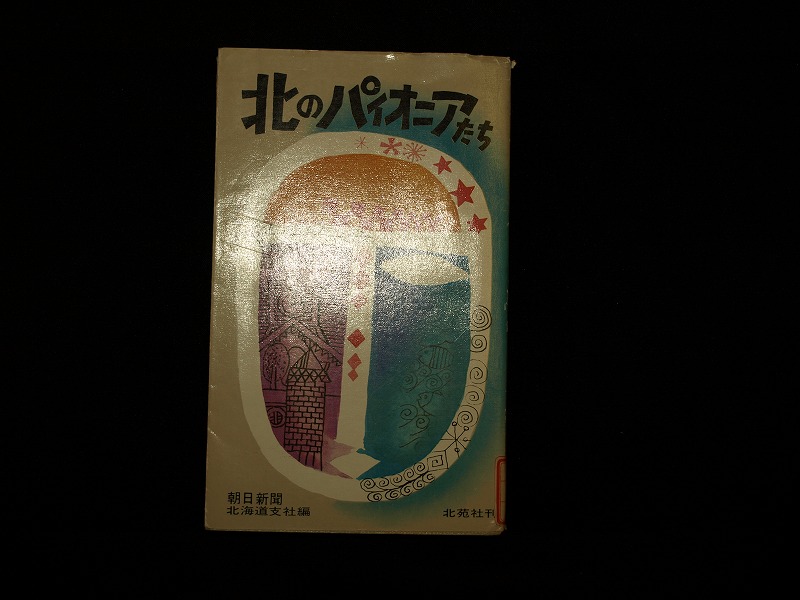 北のパイオニアたち
朝日新聞
北海道支社編
北苑社刊